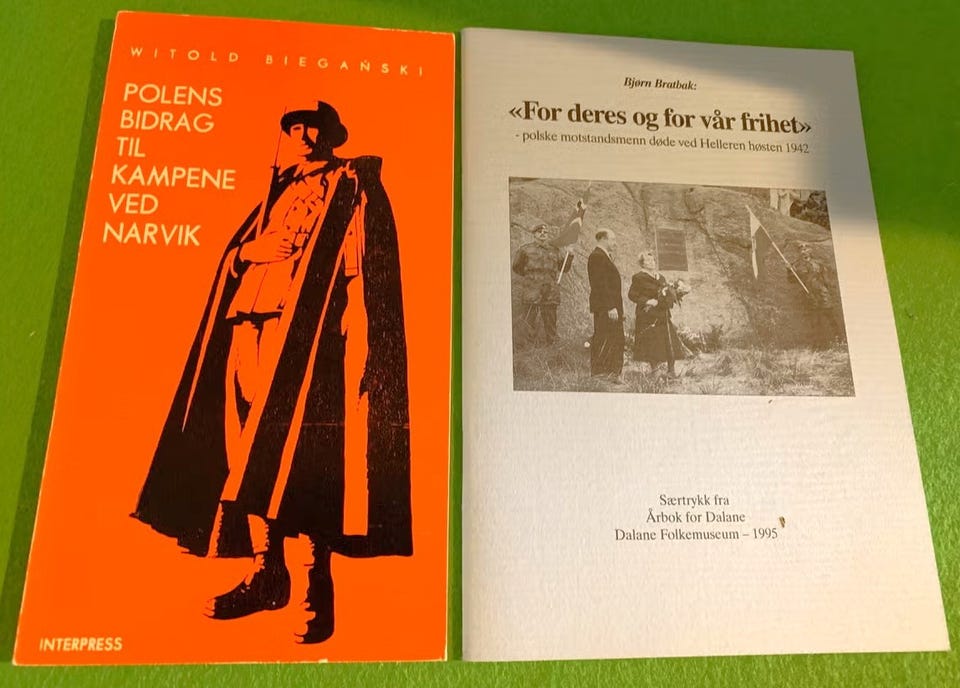 WITOLD BIEGAŃSKI
POLENS
BIDRAG
TIL
KAMPENE
VED
NARVIK
INTERPRESS
Bjørn Bratbak:
«For deres og for vår frihet»
- polske motstandsmenn døde ved Helleren høsten 1942
Særtrykk fra
Årbok for Dalane
Dalane Folkemuseum – 1995